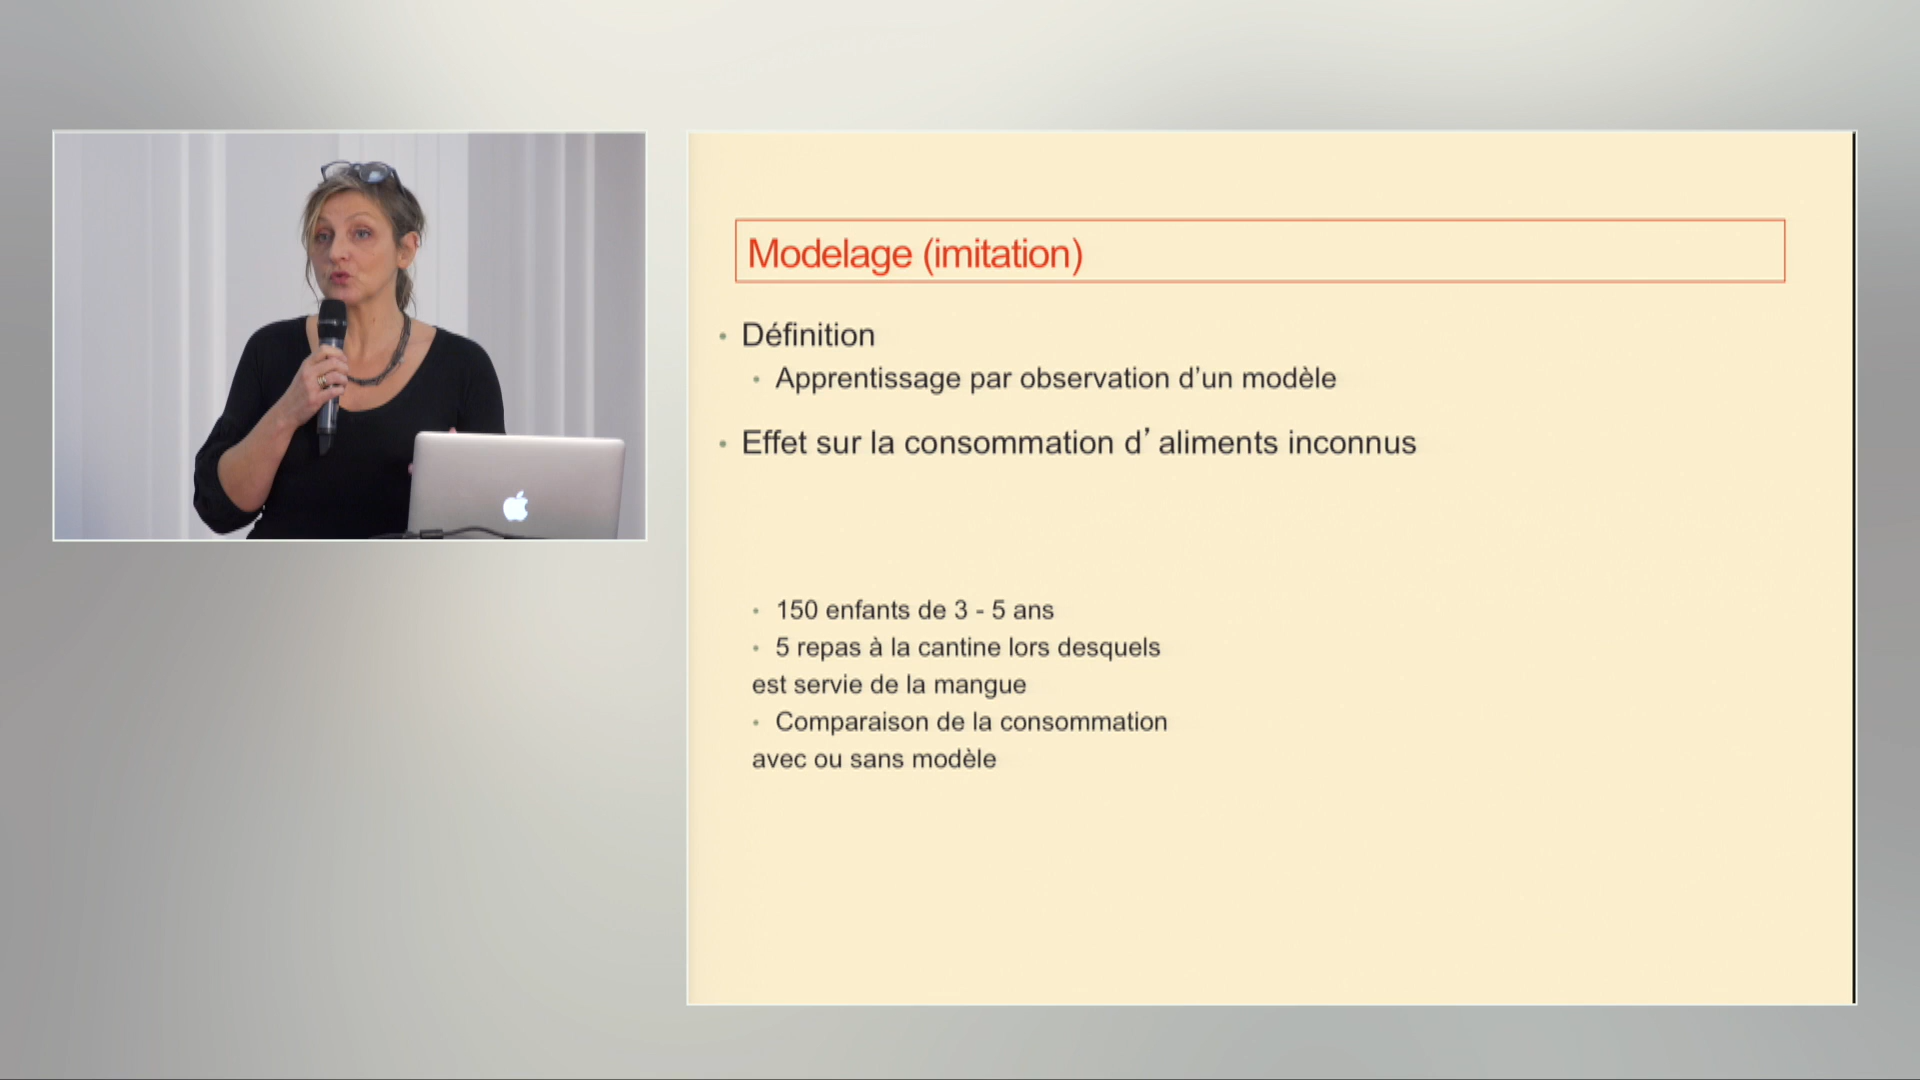 Modelage (imitation)
• Définition
• Apprentissage par observation d’un modèle
• Effet sur la consommation d’ aliments inconnus
• 150 enfants de 3 - 5 ans
• 5 repas à la cantine lors desquels
est servie de la mangue
• Comparaison de la consommation
avec ou sans modèle